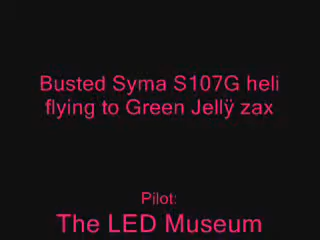 Busted Syma S107G heli
flying to Green Jellÿ zax
Pilot:
The LED Museum